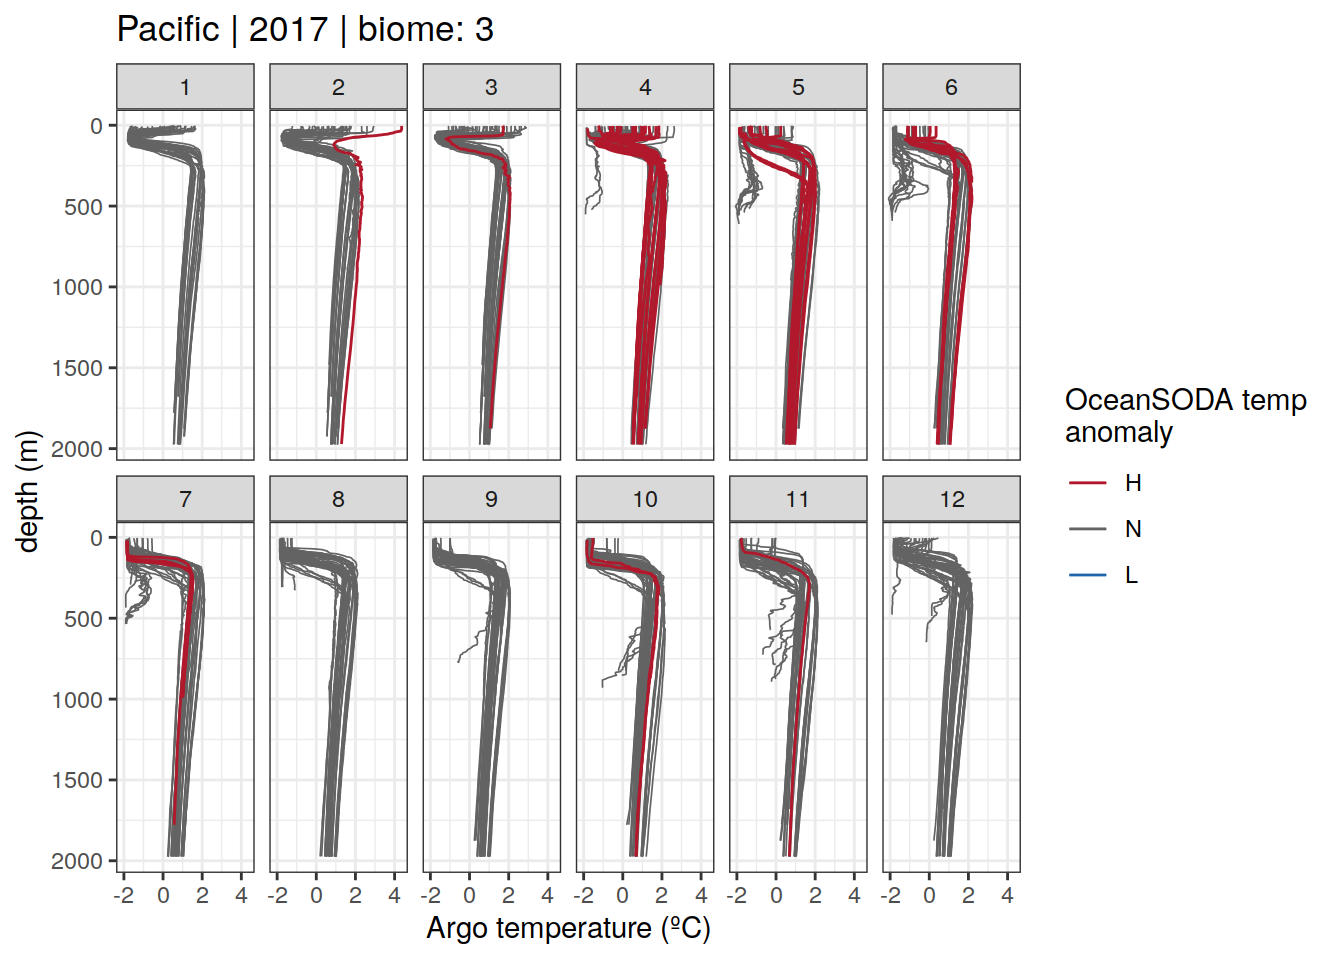 Pacific | 2017 | biome: 3
1 2 3 4 5 6
0
500
1000
1500
2000
7 8 9 10 11 12
0
500
1000
1500
2000
-2 0 2 4 -2 0 2 4 -2 0 2 4 -2 0 2 4 -2 0 2 4 -2 0 2 4
Argo temperature (ºC)
depth (m)
OceanSODA temp
anomaly
H
N
L